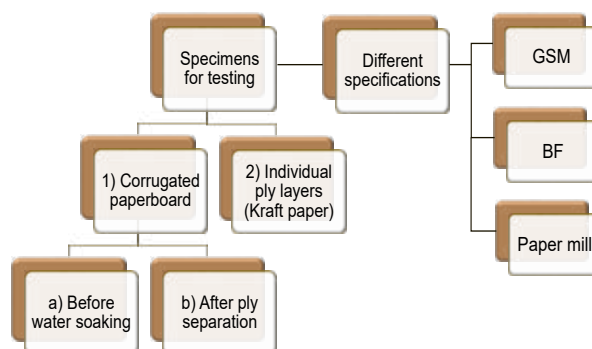 Specimens
for testing
Different
specifications
GSM
BF
Paper mill
1) Corrugated
paperboard
2) Individual
ply layers
(Kraft paper)
a) Before
water soaking
b) After ply
separation